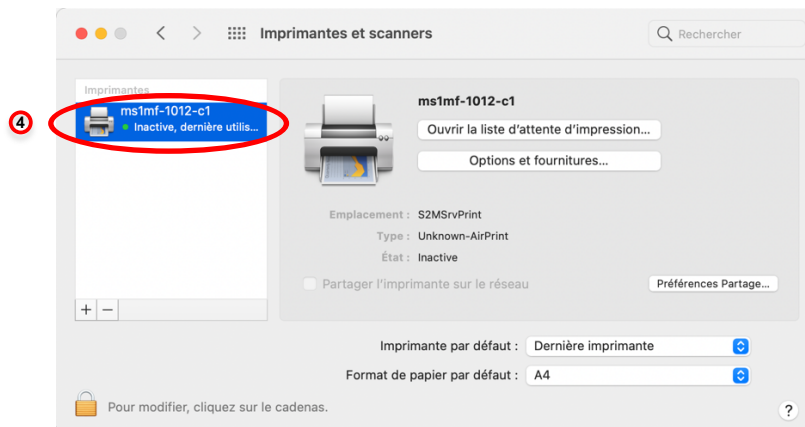 Imprimantes et scanners
Rechercher
Imprimantes
4
ms1mf-1012-c1
Inactive, dernière utilis...
ms1mf-1012-c1
Ouvrir la liste d'attente d'impression...
Options et fournitures...
Emplacement : S2MSrvPrint
Type : Unknown-AirPrint
État : Inactive
Partager l'imprimante sur le réseau
Préférences Partage...
+ −
Imprimante par défaut : Dernière imprimante
Format de papier par défaut : A4
Pour modifier, cliquez sur le cadenas.
?